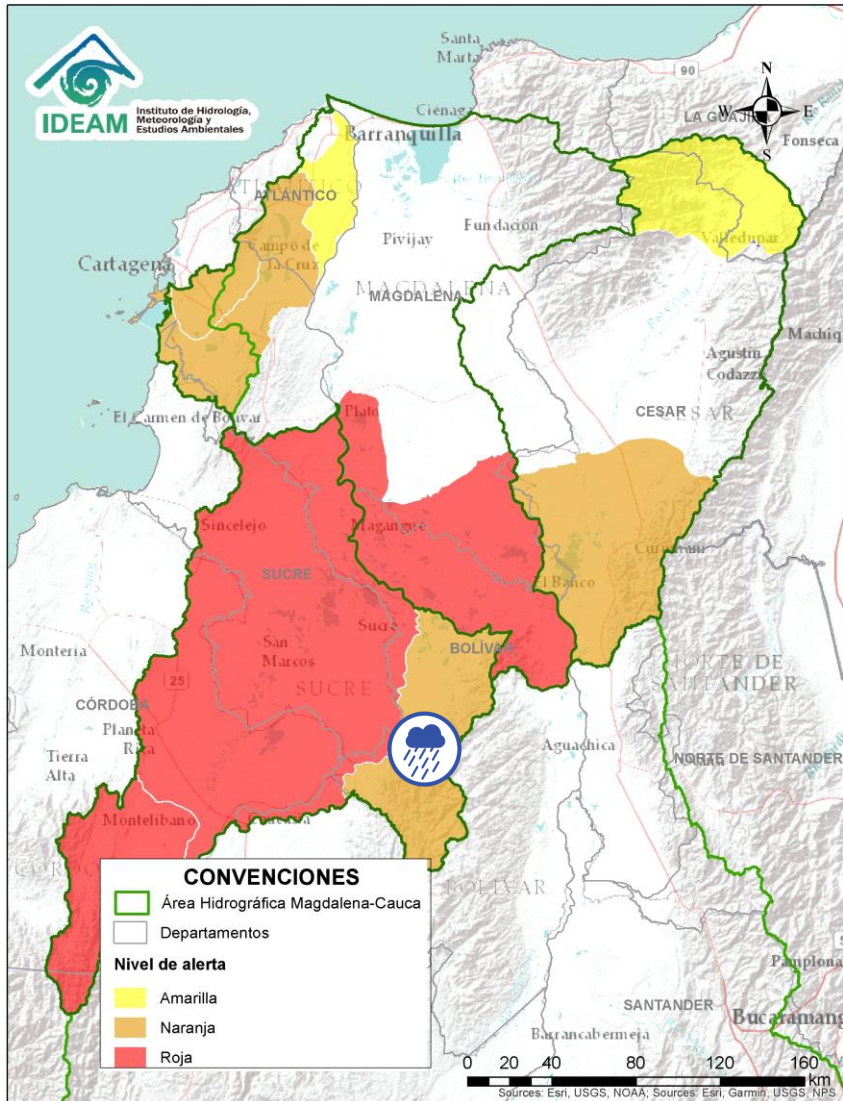 IDEAM
Instituto de Hidrología,
Meteorología y
Estudios Ambientales
Santa
Marta
90
N
W
E
S
LA GUAJI
Fonseca
Ciénaga
Barranquilla
ATLÁNTICO
Fundación
Pivijay
Valledupar
Campo de
la Cruz
Cartagena
MAGDALENA
MAGDALENA
Machiq
Agustín
Codazzi
El Carmen de Bolívar
Plato
CESAR
CESAR
Sincelejo
Magangué
SUCRE
El Banco
Sucre
BOLÍVAR
San
Marcos
Montería
25
SUCRE
NORTE DE
SANTANDER
CÓRDOBA
Planeta
Rica
Tierra
Alta
Aguachica
NORTE DE SANTANDER
Montelíbano
BOLÍVAR
CONVENCIONES
Área Hidrográfica Magdalena-Cauca
Departamentos
Nivel de alerta
Amarilla
Naranja
Roja
Pamplona
SANTANDER
Bucaramang
Barrancabermeja
0 20 40 80 120 160
km
Sources: Esri, USGS, NOAA; Sources: Esri, Garmin, USGS, NPS